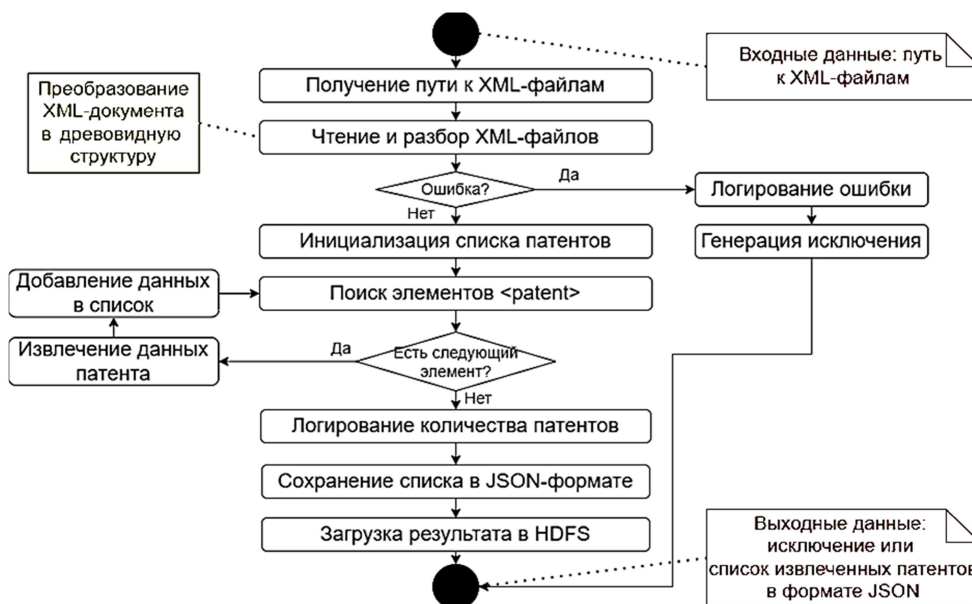 Входные данные: путь
к XML-файлам
Получение пути к XML-файлам
Преобразование
XML-документа
в древовидную
структуру
Чтение и разбор XML-файлов
Ошибка?
Да
Логирование ошибки
Нет
Инициализация списка патентов
Генерация исключения
Добавление данных
в список
Поиск элементов <patent>
Извлечение данных
патента
Да
Есть следующий
элемент?
Нет
Логирование количества патентов
Сохранение списка в JSON-формате
Загрузка результата в HDFS
Выходные данные:
исключение или
список извлеченных патентов
в формате JSON